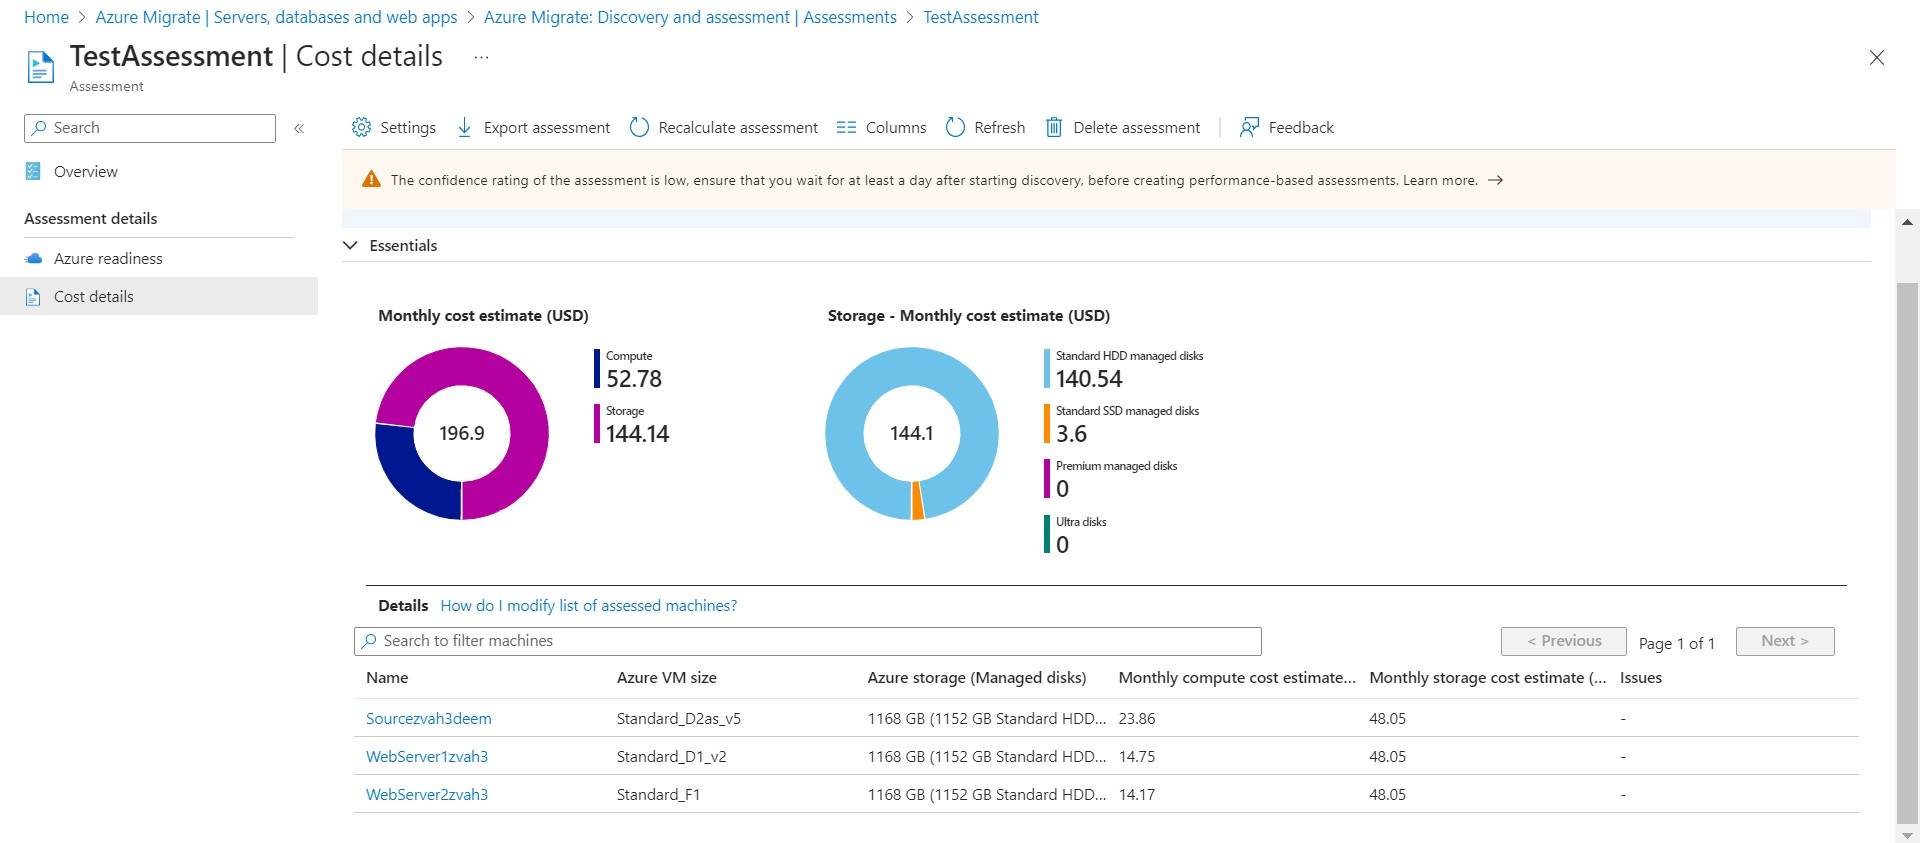 Home > Azure Migrate | Servers, databases and web apps > Azure Migrate: Discovery and assessment | Assessments > TestAssessment
TestAssessment | Cost details ...
Assessment
Search «
Settings Export assessment Recalculate assessment Columns Refresh Delete assessment Feedback
Overview
Assessment details
Azure readiness
Cost details
The confidence rating of the assessment is low, ensure that you wait for at least a day after starting discovery, before creating performance-based assessments. Learn more. →
Essentials
Monthly cost estimate (USD)
196.9
Compute
52.78
Storage
144.14
Storage - Monthly cost estimate (USD)
144.1
Standard HDD managed disks
140.54
Standard SSD managed disks
3.6
Premium managed disks
0
Ultra disks
0
Details How do I modify list of assessed machines?
Search to filter machines
< Previous Page 1 of 1 Next >
Name Azure VM size Azure storage (Managed disks) Monthly compute cost estimate... Monthly storage cost estimate (... Issues
Sourcezvah3deem Standard_D2as_v5 1168 GB (1152 GB Standard HDD... 23.86 48.05 -
WebServer1zvah3 Standard_D1_v2 1168 GB (1152 GB Standard HDD... 14.75 48.05 -
WebServer2zvah3 Standard_F1 1168 GB (1152 GB Standard HDD... 14.17 48.05 -